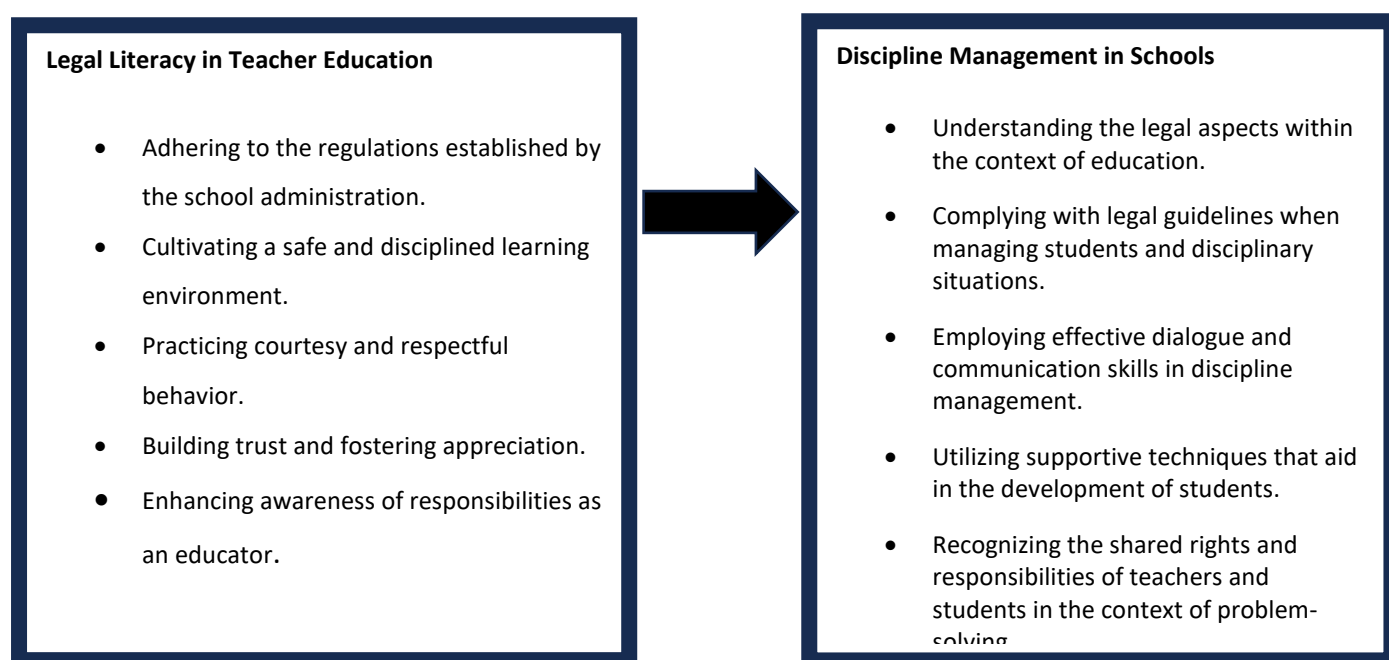 Legal Literacy in Teacher Education
• Adhering to the regulations established by
the school administration.
• Cultivating a safe and disciplined learning
environment.
• Practicing courtesy and respectful
behavior.
• Building trust and fostering appreciation.
• Enhancing awareness of responsibilities as
an educator.
Discipline Management in Schools
• Understanding the legal aspects within
the context of education.
• Complying with legal guidelines when
managing students and disciplinary
situations.
• Employing effective dialogue and
communication skills in discipline
management.
• Utilizing supportive techniques that aid
in the development of students.
• Recognizing the shared rights and
responsibilities of teachers and
students in the context of problem-
solving